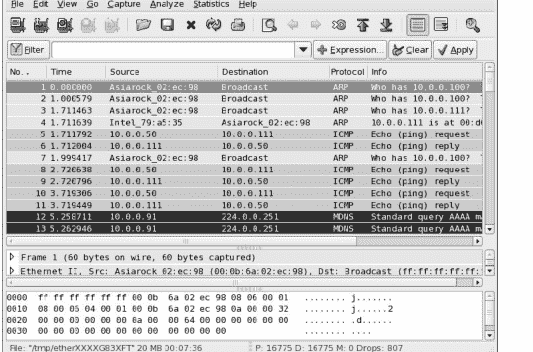 File Edit View Go Capture Analyze Statistics Help
Filter Expression... Clear Apply
No. . Time Source Destination Protocol Info
1 0.000000 Asiarock_02:ec:98 Broadcast ARP Who has 10.0.0.100?
2 1.000579 Asiarock_02:ec:98 Broadcast ARP Who has 10.0.0.100?
3 1.711463 Asiarock_02:ec:98 Broadcast ARP Who has 10.0.0.111?
4 1.711639 Intel_79:a5:35 Asiarock_02:ec:98 ARP 10.0.0.111 is at 00:d
5 1.711792 10.0.0.50 10.0.0.111 ICMP Echo (ping) request
6 1.712004 10.0.0.111 10.0.0.50 ICMP Echo (ping) reply
7 1.999417 Asiarock_02:ec:98 Broadcast ARP Who has 10.0.0.100?
8 2.726638 10.0.0.50 10.0.0.111 ICMP Echo (ping) request
9 2.726796 10.0.0.111 10.0.0.50 ICMP Echo (ping) reply
10 3.719306 10.0.0.50 10.0.0.111 ICMP Echo (ping) request
11 3.719449 10.0.0.111 10.0.0.50 ICMP Echo (ping) reply
12 5.258711 10.0.0.91 224.0.0.251 MDNS Standard query AAAA
13 5.262946 10.0.0.91 224.0.0.251 MDNS Standard query AAAA
Frame 1 (60 bytes on wire, 60 bytes captured)
Ethernet II, Src: Asiarock_02:ec:98 (00:0b:6a:02:ec:98), Dst: Broadcast (ff:ff:ff:ff:ff:
0000 ff ff ff ff ff ff 00 0b 6a 02 ec 98 08 06 00 01 ........ j.......
0010 08 00 06 04 00 01 00 0b 6a 02 ec 98 0a 00 00 32 ........ j......2
0020 00 00 00 00 00 00 0a 00 00 64 00 00 00 00 00 00 ........ .d......
0030 00 00 00 00 00 00 00 00 00 00 00 00 ........ ....
File: "/tmp/etherXXXXG83XFT" 20 MB 00:07:36 P: 16775 D: 16775 M: 0 Drops: 807